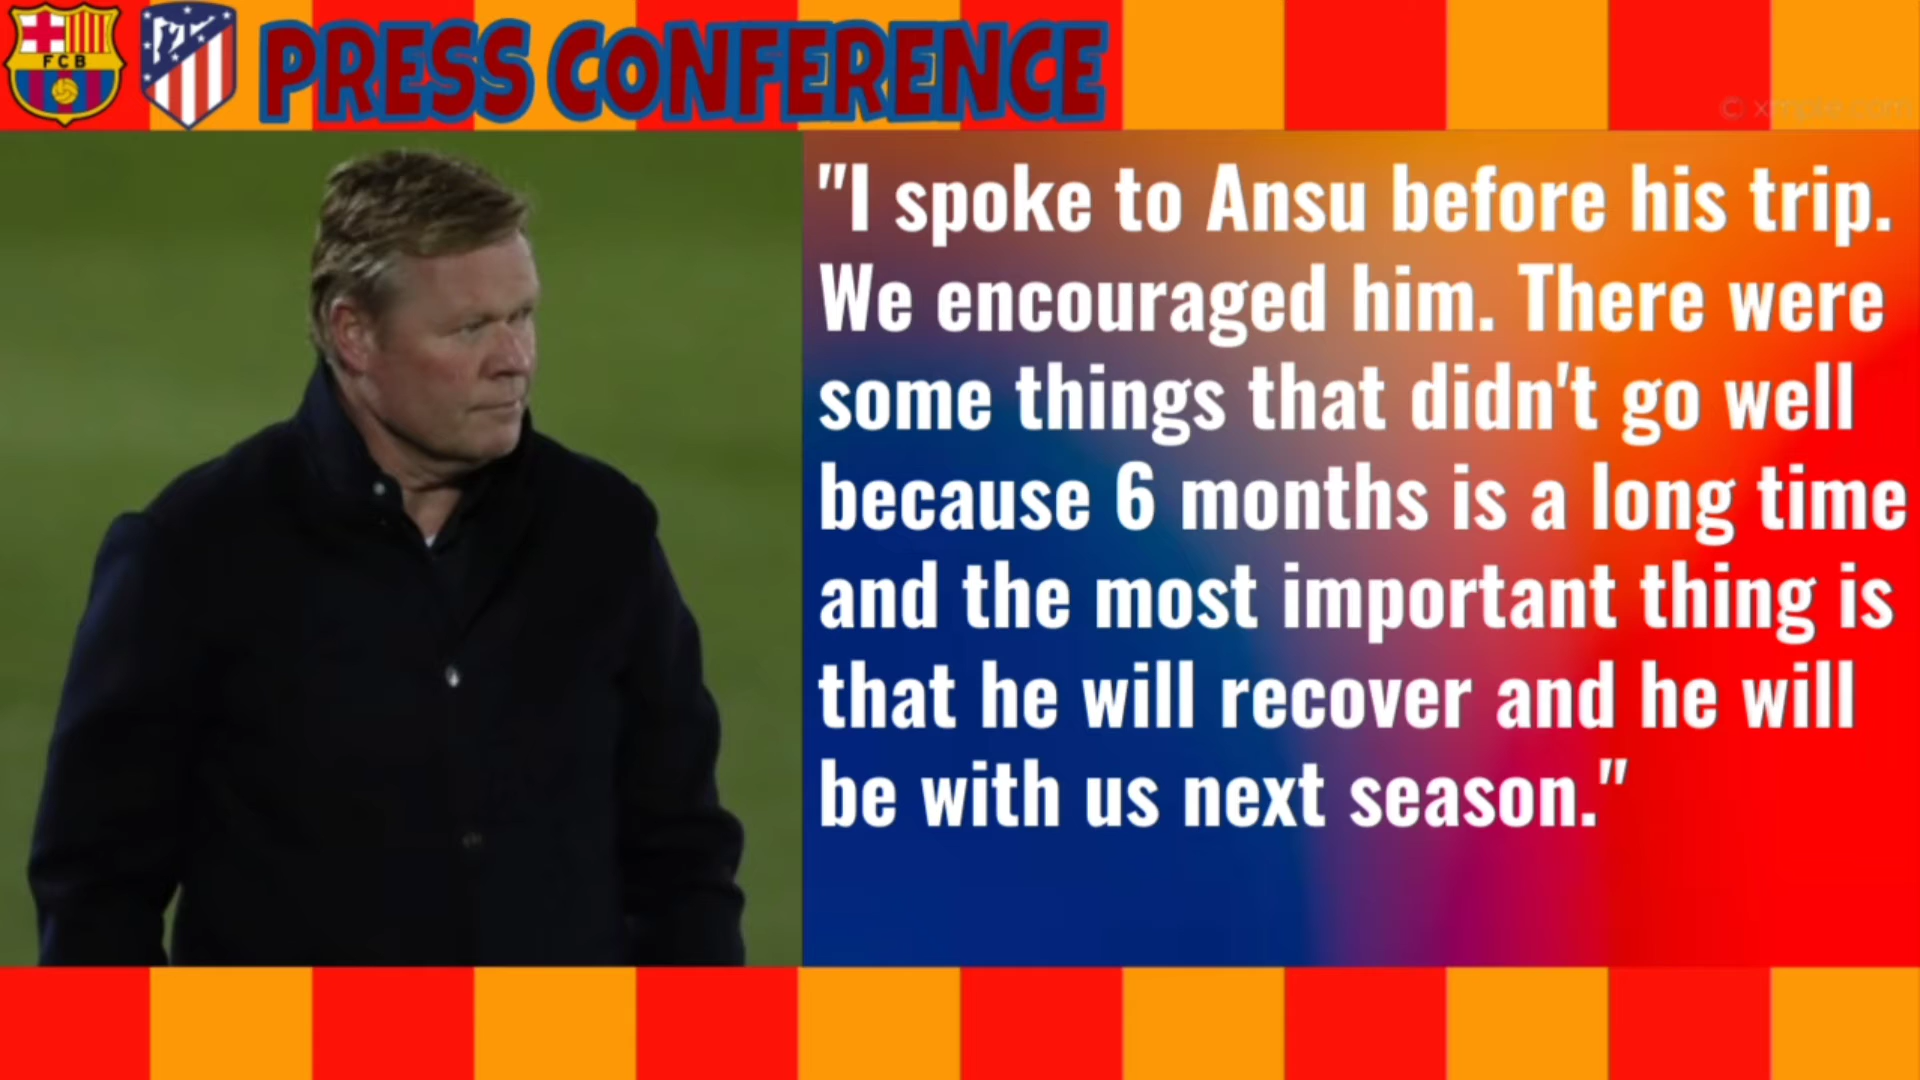 FCB
PRESS CONFERENCE
"I spoke to Ansu before his trip.
We encouraged him. There were
some things that didn't go well
because 6 months is a long time
and the most important thing is
that he will recover and he will
be with us next season."